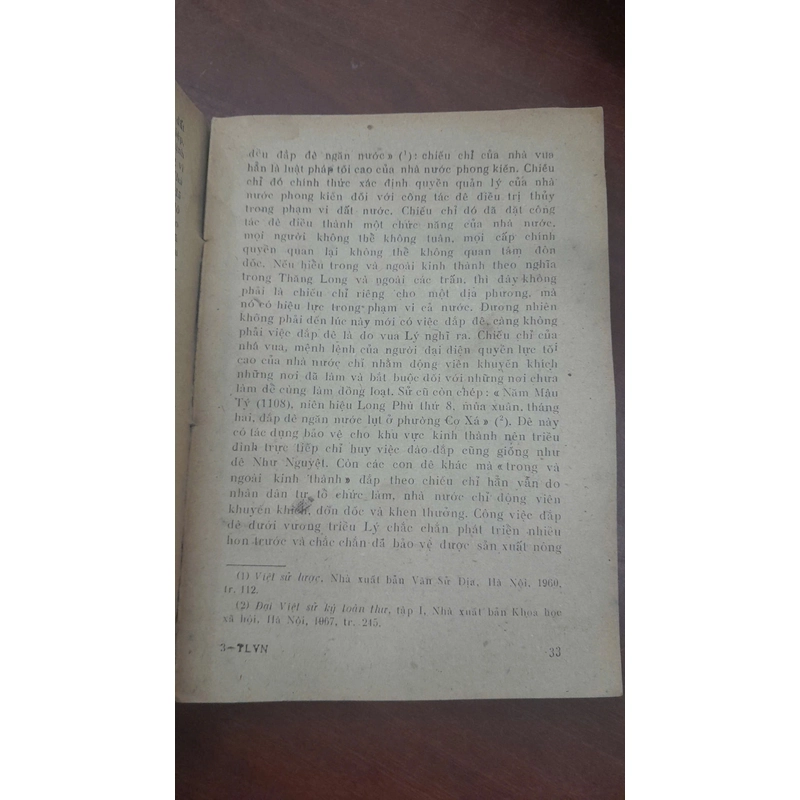 đều đắp đê ngăn nước» (¹): chiếu chỉ của nhà vua
hẳn là luật pháp tối cao của nhà nước phong kiến. Chiếu
chỉ đó chính thức xác định quyền quản lý của nhà
nước phong kiến đối với công tác đê điều trị thủy
trong phạm vi đất nước. Chiếu chỉ đó đã đặt công
tác đê điều thành một chức năng của nhà nước,
mọi người không thể không tuân, mọi cấp chính
quyền quan lại không thể không quan tâm đôn
đốc. Nếu hiểu trong và ngoài kinh thành theo nghĩa
trong Thăng Long và ngoài các trấn, thì đây không
phải là chiếu chỉ riêng cho một địa phương, mà
nó có hiệu lực trong phạm vi cả nước. Đương nhiên
không phải đến lúc này mới có việc đắp đê, càng không
phải việc đắp đê là do vua Lý nghĩ ra. Chiếu chỉ của
nhà vua, mệnh lệnh của người đại diện quyền lực tối
cao của nhà nước chỉ nhằm động viên khuyến khích
những nơi đã làm và bắt buộc đối với những nơi chưa
làm để cùng làm đồng loạt. Sử cũ còn chép: «Năm Mậu
Tý (1108), niên hiệu Long Phù thứ 8, mùa xuân, tháng
hai, đắp đê ngăn nước lụt ở phường Cơ Xá» (²). Đê này
có tác dụng bảo vệ cho khu vực kinh thành nên triều
đình trực tiếp chỉ huy việc đào đắp cũng giống như
đê Như Nguyệt. Còn các con đê khác mà «trong và
ngoài kinh thành» đắp theo chiếu chỉ hẳn vẫn do
nhân dân tự tổ chức làm, nhà nước chỉ động viên
khuyến khích, đôn đốc và khen thưởng. Công việc đắp
đê dưới vương triều Lý chắc chắn phát triển nhiều
hơn trước và chắc chắn đã bảo vệ được sản xuất nông
(1) Việt sử lược, Nhà xuất bản Văn Sử Địa, Hà Nội, 1960,
tr. 112.
(2) Đại Việt sử ký toàn thư, tập I, Nhà xuất bản Khoa học
xã hội, Hà Nội, 1967, tr. 245.
3-TLVN
33